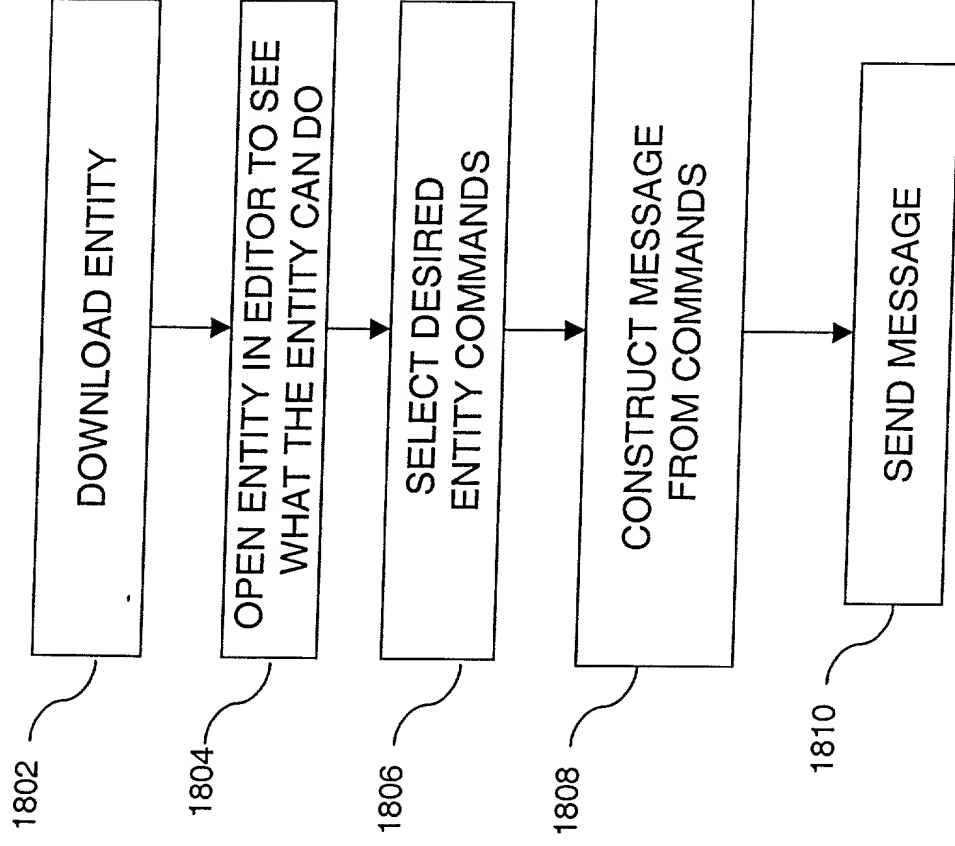 1802
DOWNLOAD ENTITY
1804
OPEN ENTITY IN EDITOR TO SEE
WHAT THE ENTITY CAN DO
1806
SELECT DESIRED
ENTITY COMMANDS
1808
CONSTRUCT MESSAGE
FROM COMMANDS
1810
SEND MESSAGE